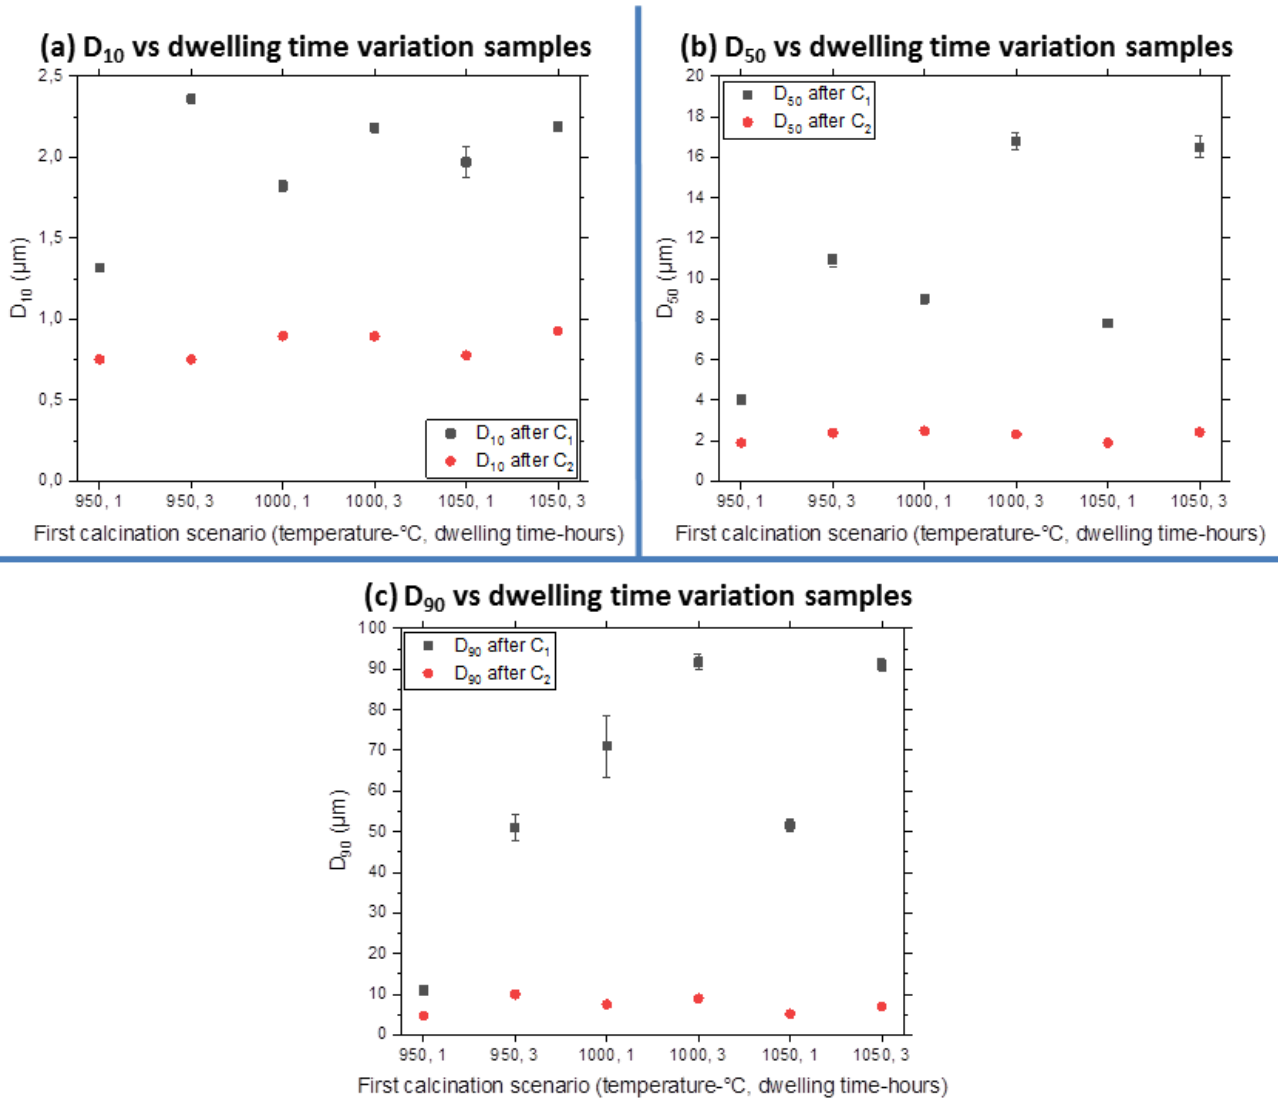 (a) D10 vs dwelling time variation samples
2,5
2,0
1,5
1,0
0,5
0,0
D10 (µm)
D10 after C1
D10 after C2
950, 1 950, 3 1000, 1 1000, 3 1050, 1 1050, 3
First calcination scenario (temperature-°C, dwelling time-hours)
(b) D50 vs dwelling time variation samples
20
18
16
14
12
10
8
6
4
2
0
D50 (µm)
D50 after C1
D50 after C2
950, 1 950, 3 1000, 1 1000, 3 1050, 1 1050, 3
First calcination scenario (temperature-°C, dwelling time-hours)
(c) D90 vs dwelling time variation samples
100
90
80
70
60
50
40
30
20
10
0
D90 (µm)
D90 after C1
D90 after C2
950, 1 950, 3 1000, 1 1000, 3 1050, 1 1050, 3
First calcination scenario (temperature-°C, dwelling time-hours)